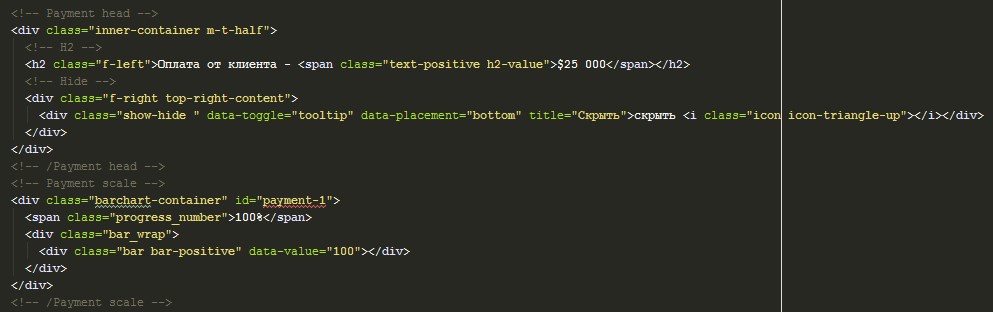 <!-- Payment head -->
<div class="inner-container m-t-half">
<!-- H2 -->
<h2 class="f-left">Оплата от клиента - <span class="text-positive h2-value">$25 000</span></h2>
<!-- Hide -->
<div class="f-right top-right-content">
<div class="show-hide " data-toggle="tooltip" data-placement="bottom" title="Скрыть">скрыть <i class="icon icon-triangle-up"></i></div>
</div>
</div>
<!-- /Payment head -->
<!-- Payment scale -->
<div class="barchart-container" id="payment-1">
<span class="progress_number">100%</span>
<div class="bar_wrap">
<div class="bar bar-positive" data-value="100"></div>
</div>
</div>
<!-- /Payment scale -->